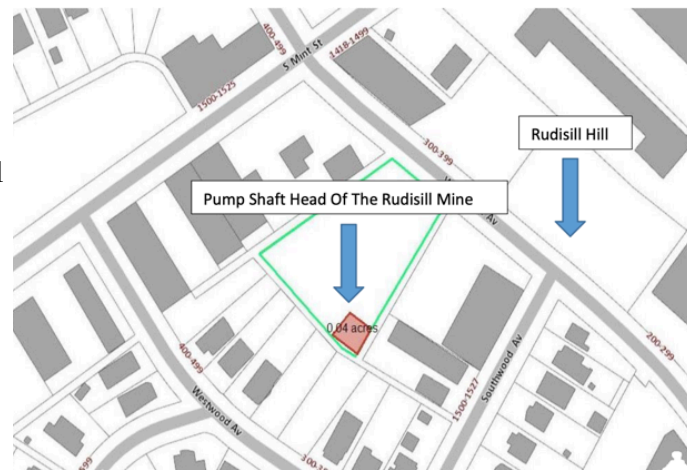 400-499
S Mint St
1418-1499
1500-1525
300-399
Rudisill Hill
Pump Shaft Head Of The Rudisill Mine
Av
0.04 acres
400-499
Westwood Av
Southwood Av
1500-1527
200-299